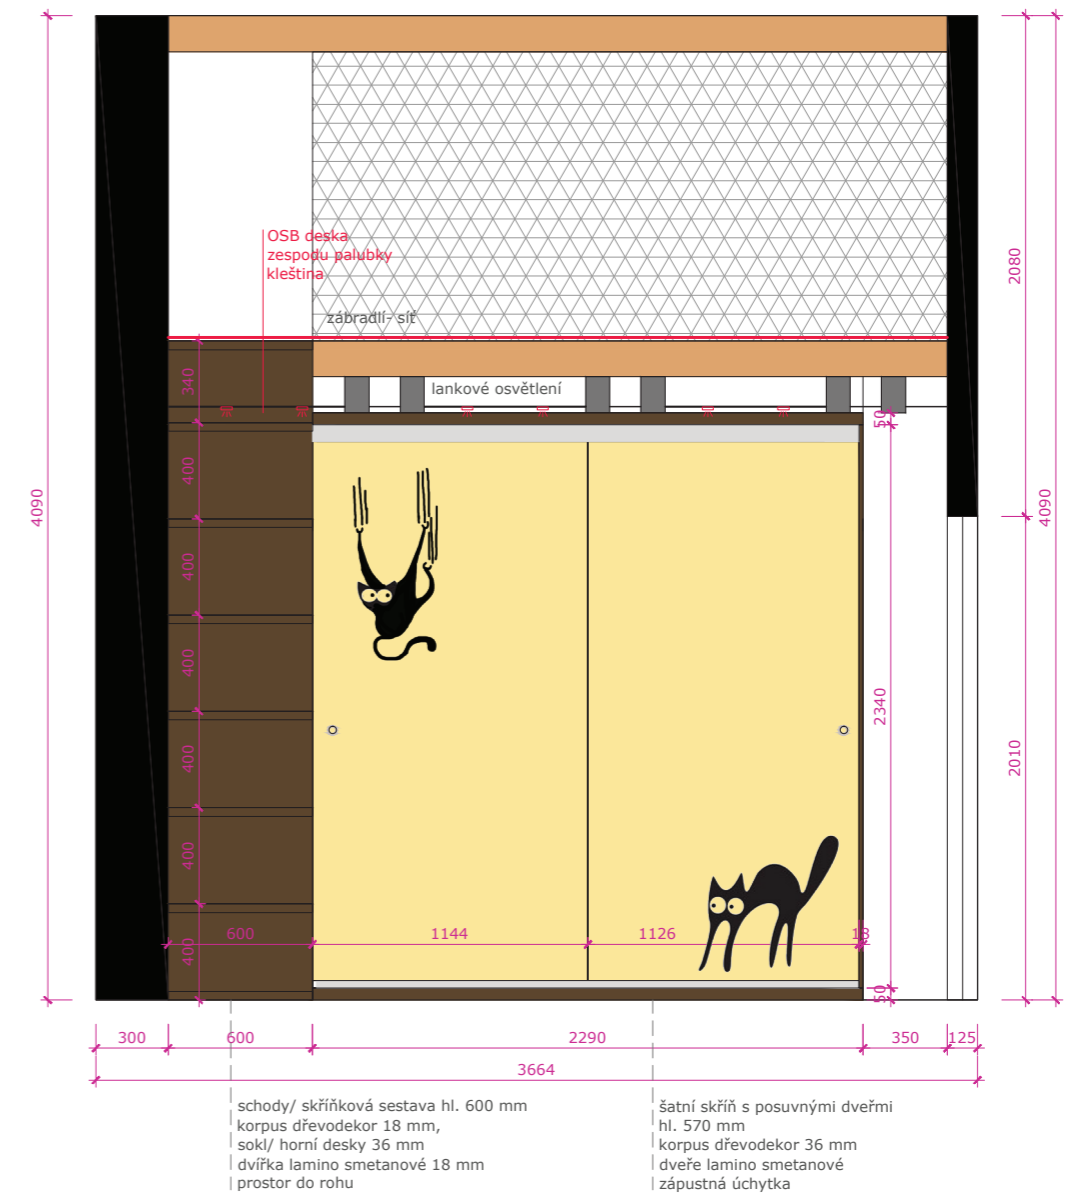 4090
2080
4090
2010
OSB deska
zespodu palubky
kleština
zábradlí- síť
lankové osvětlení
340
400
400
400
400
400
400
50
2340
50
600
1144
1126
18
300
600
2290
350
125
3664
schody/ skříňková sestava hl. 600 mm
korpus dřevodekor 18 mm,
sokl/ horní desky 36 mm
dvířka lamino smetanové 18 mm
prostor do rohu
šatní skříň s posuvnými dveřmi
hl. 570 mm
korpus dřevodekor 36 mm
dveře lamino smetanové
zápustná úchytka